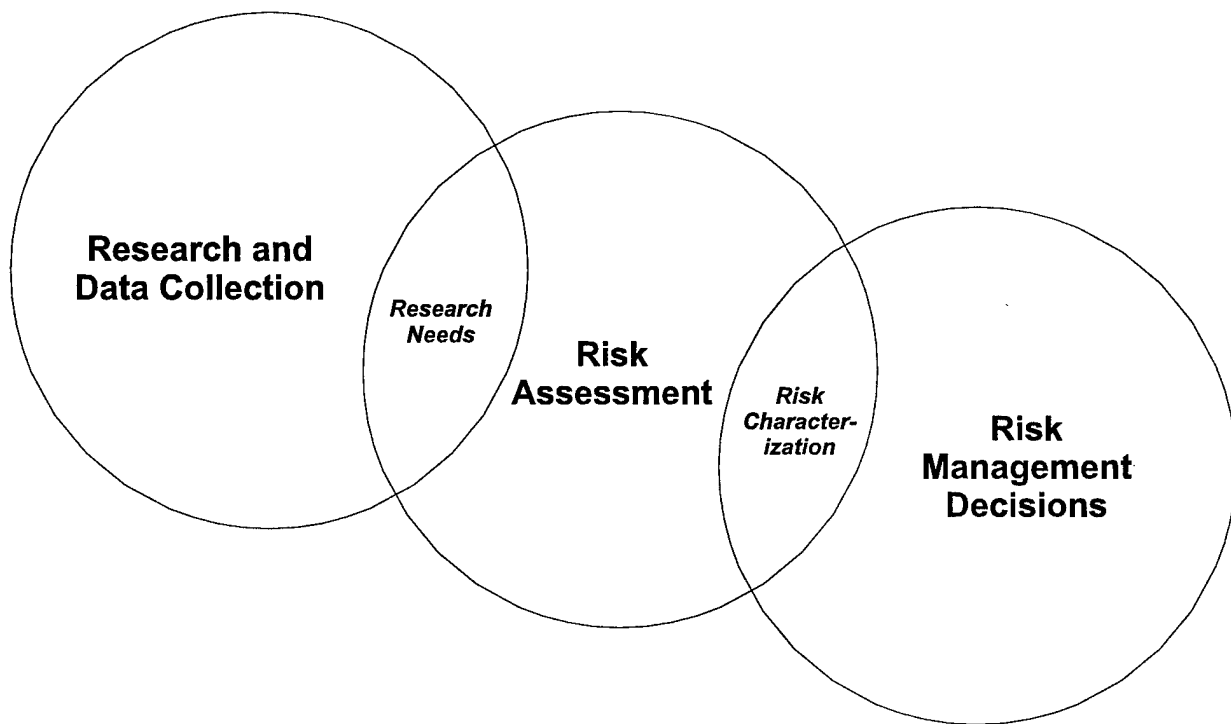 Research and
Data Collection
Research
Needs
Risk
Assessment
Risk
Character-
ization
Risk
Management
Decisions